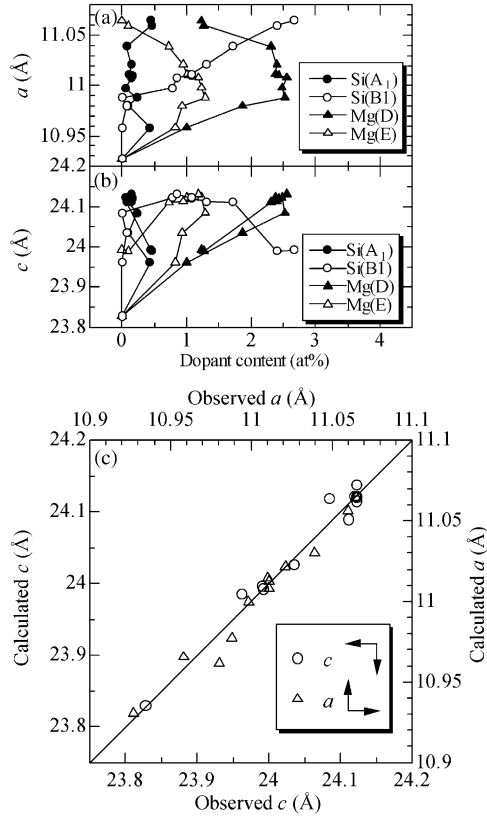 (a)
11.05
11
10.95
24.2
a (Å)
Si(A₁)
Si(B1)
Mg(D)
Mg(E)
(b)
24.1
24
23.9
23.8
c (Å)
Si(A₁)
Si(B1)
Mg(D)
Mg(E)
0 1 2 3 4
Dopant content (at%)
Observed a (Å)
10.9 10.95 11 11.05 11.1
(c)
24.2
24.1
24
23.9
23.8
Calculated c (Å)
11.1
11.05
11
10.95
10.9
Calculated a (Å)
c
a
23.8 23.9 24 24.1 24.2
Observed c (Å)